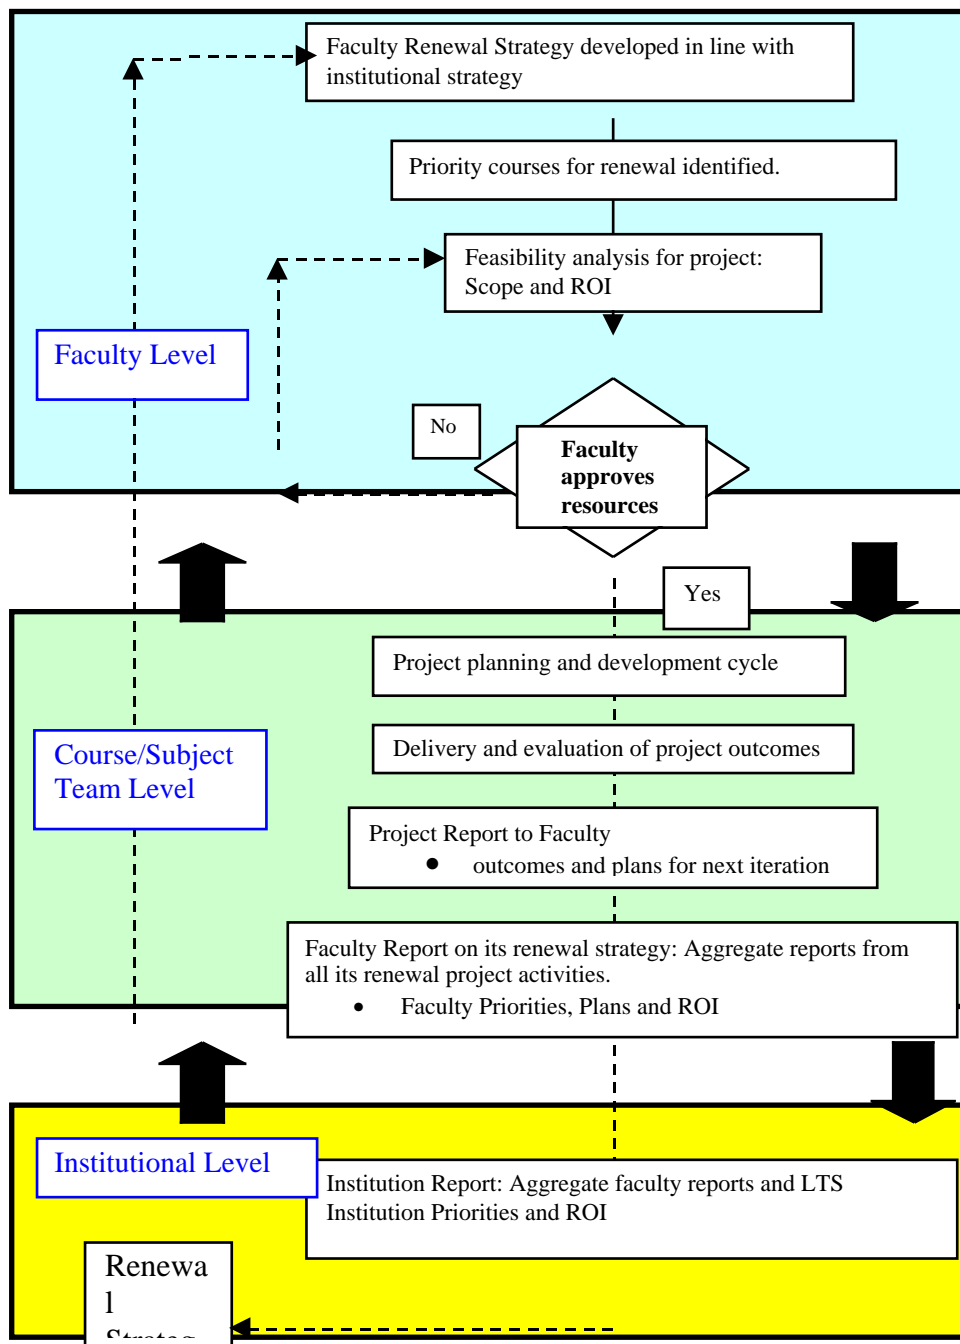 Faculty Renewal Strategy developed in line with
institutional strategy
Priority courses for renewal identified.
Feasibility analysis for project:
Scope and ROI
Faculty Level
No
Faculty
approves
resources
Yes
Project planning and development cycle
Delivery and evaluation of project outcomes
Course/Subject
Team Level
Project Report to Faculty
• outcomes and plans for next iteration
Faculty Report on its renewal strategy: Aggregate reports from
all its renewal project activities.
• Faculty Priorities, Plans and ROI
Institutional Level
Institution Report: Aggregate faculty reports and LTS
Institution Priorities and ROI
Renewa
l
Strateg